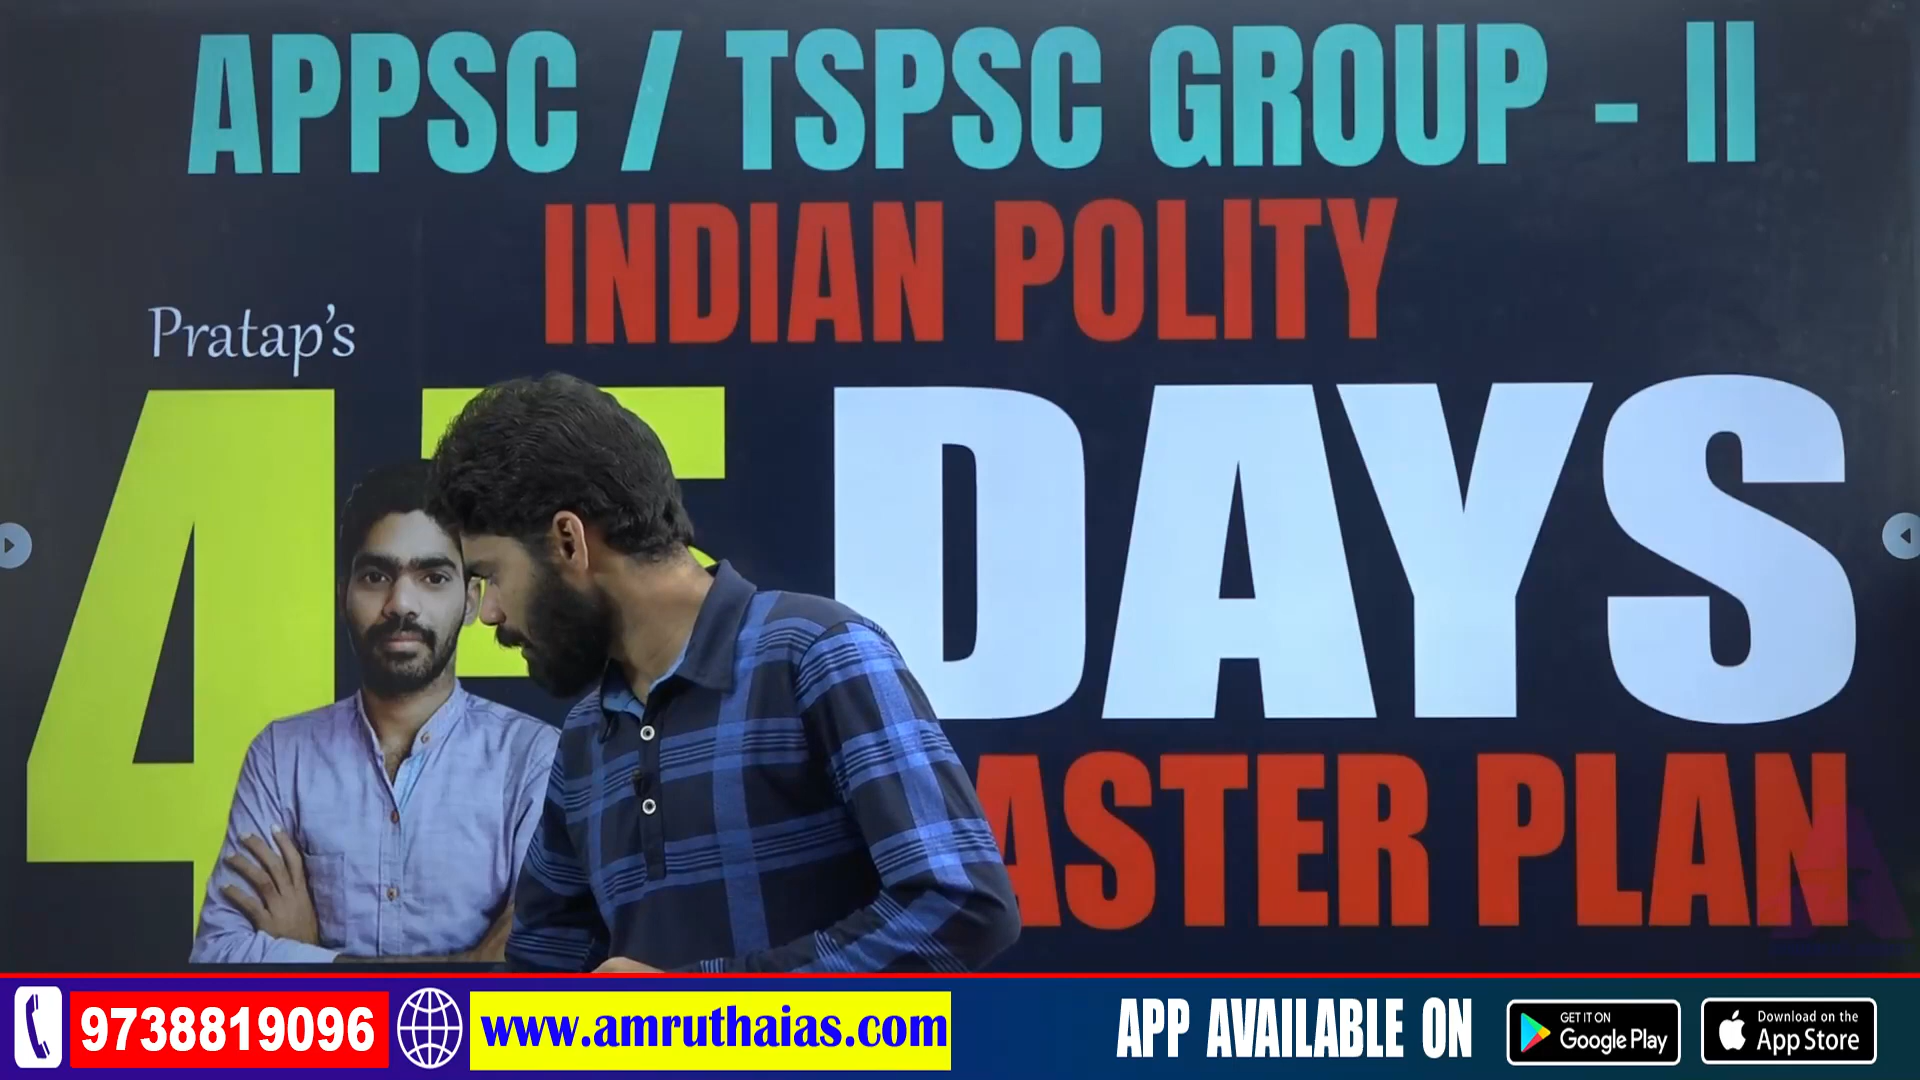 APPSC / TSPSC GROUP - II
INDIAN POLITY
Pratap's
DAYS
ASTER PLAN
9738819096
www.amruthaias.com
APP AVAILABLE ON
GET IT ON
Google Play
Download on the
App Store